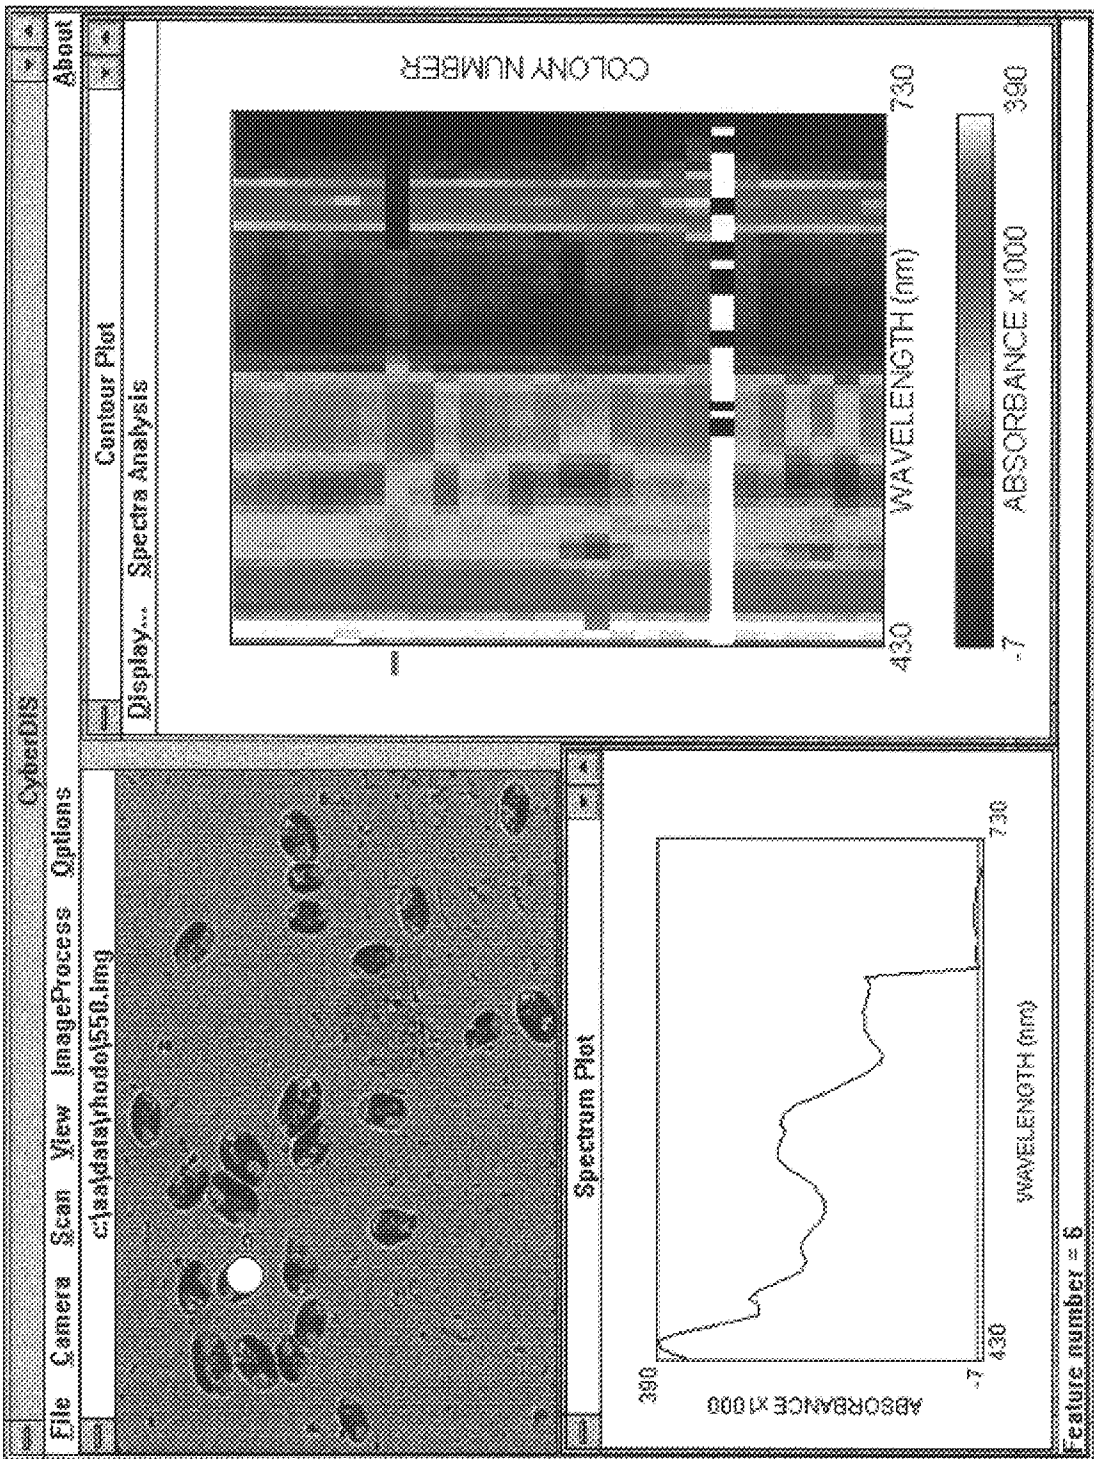 CyberDIS
File Camera Scan View ImageProcess Options About
c:\aa\data\rhodo\550.img
Contour Plot
Display... Spectra Analysis
COLONY NUMBER
430 WAVELENGTH (nm) 730
-7 ABSORBANCE x1000 390
Spectrum Plot
390
ABSORBANCE x1000
-7
430 WAVELENGTH (nm) 730
Feature number = 6